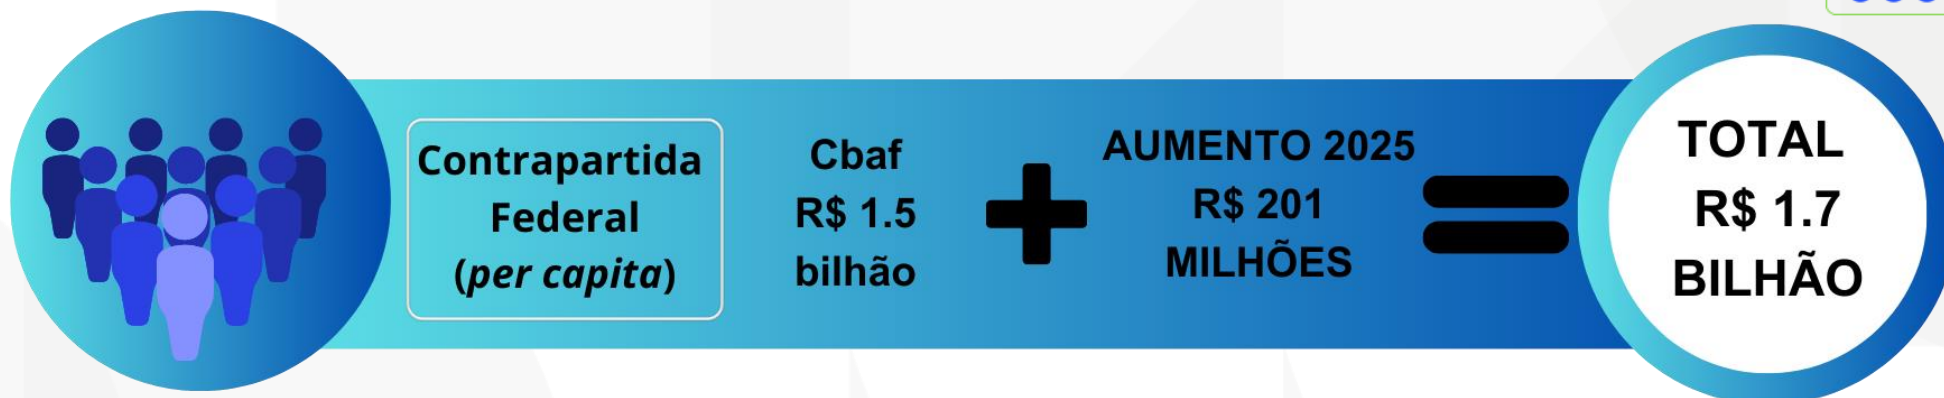 Contrapartida
Federal
(per capita)
Cbaf
R$ 1.5
bilhão
AUMENTO 2025
R$ 201
MILHÕES
TOTAL
R$ 1.7
BILHÃO